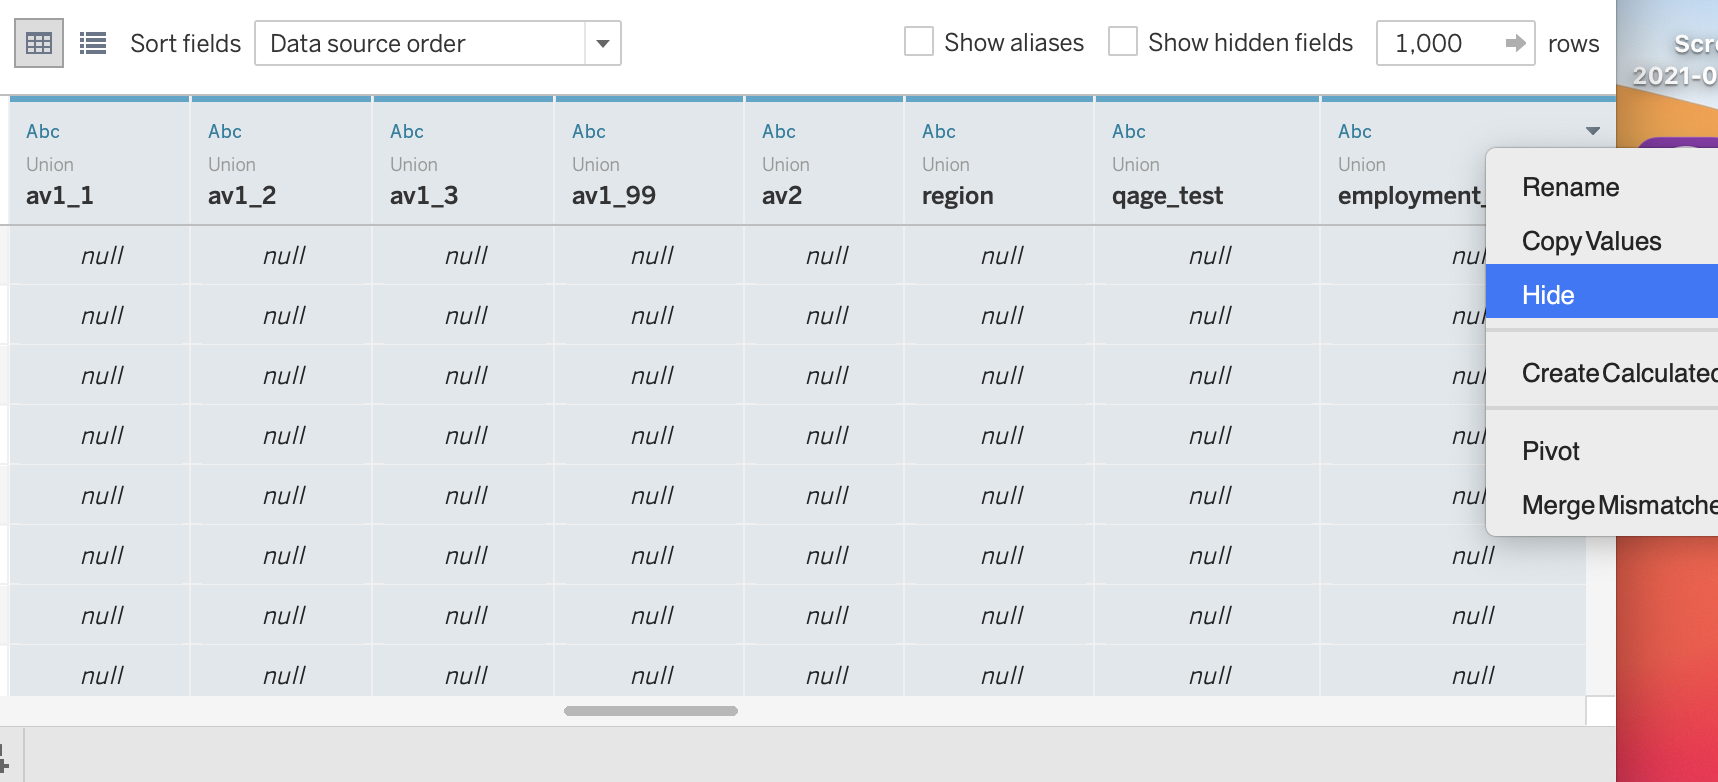 Sort fields Data source order Show aliases Show hidden fields 1,000 rows
2021-0
Abc Abc Abc Abc Abc Abc Abc Abc
Union Union Union Union Union Union Union Union
av1_1 av1_2 av1_3 av1_99 av2 region qage_test employment_
null null null null null null null nul
null null null null null null null nul
null null null null null null null nul
null null null null null null null nul
null null null null null null null nul
null null null null null null null null
null null null null null null null null
null null null null null null null null
Rename
Copy Values
Hide
Create Calculated
Pivot
Merge Mismatche